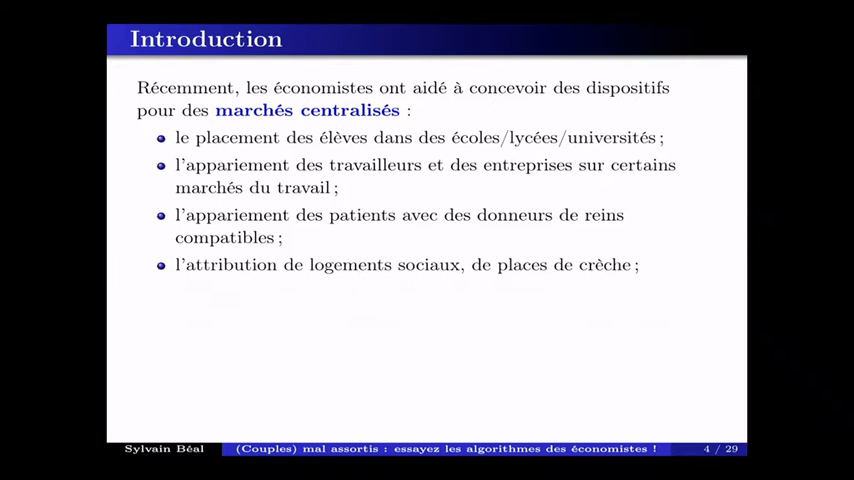 Introduction
Récemment, les économistes ont aidé à concevoir des dispositifs
pour des marchés centralisés :
le placement des élèves dans des écoles/lycées/universités ;
l'appariement des travailleurs et des entreprises sur certains
marchés du travail ;
l'appariement des patients avec des donneurs de reins
compatibles ;
l'attribution de logements sociaux, de places de crèche ;
Sylvain Béal (Couples) mal assortis : essayez les algorithmes des économistes ! 4 / 29